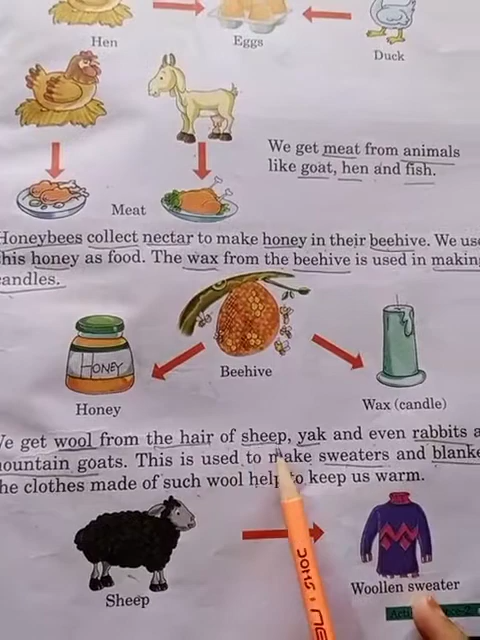 Hen
Eggs
Duck
We get meat from animals
like goat, hen and fish.
Meat
Honeybees collect nectar to make honey in their beehive. We use
this honey as food. The wax from the beehive is used in making
candles.
HONEY
Beehive
Honey
Wax (candle)
We get wool from the hair of sheep, yak and even rabbits
mountain goats. This is used to make sweaters and
The clothes made of such wool help to keep us warm.
Sheep
Woollen sweater